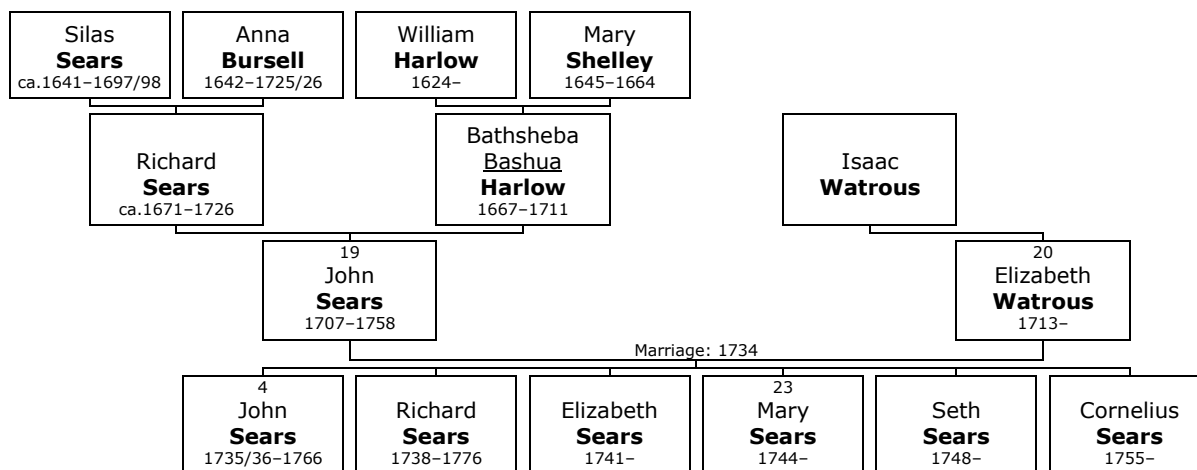 Silas
Sears
ca.1641–1697/98
Anna
Bursell
1642–1725/26
William
Harlow
1624–
Mary
Shelley
1645–1664
Richard
Sears
ca.1671–1726
Bathsheba
Bashua
Harlow
1667–1711
Isaac
Watrous
19
John
Sears
1707–1758
20
Elizabeth
Watrous
1713–
Marriage: 1734
4
John
Sears
1735/36–1766
Richard
Sears
1738–1776
Elizabeth
Sears
1741–
23
Mary
Sears
1744–
Seth
Sears
1748–
Cornelius
Sears
1755–